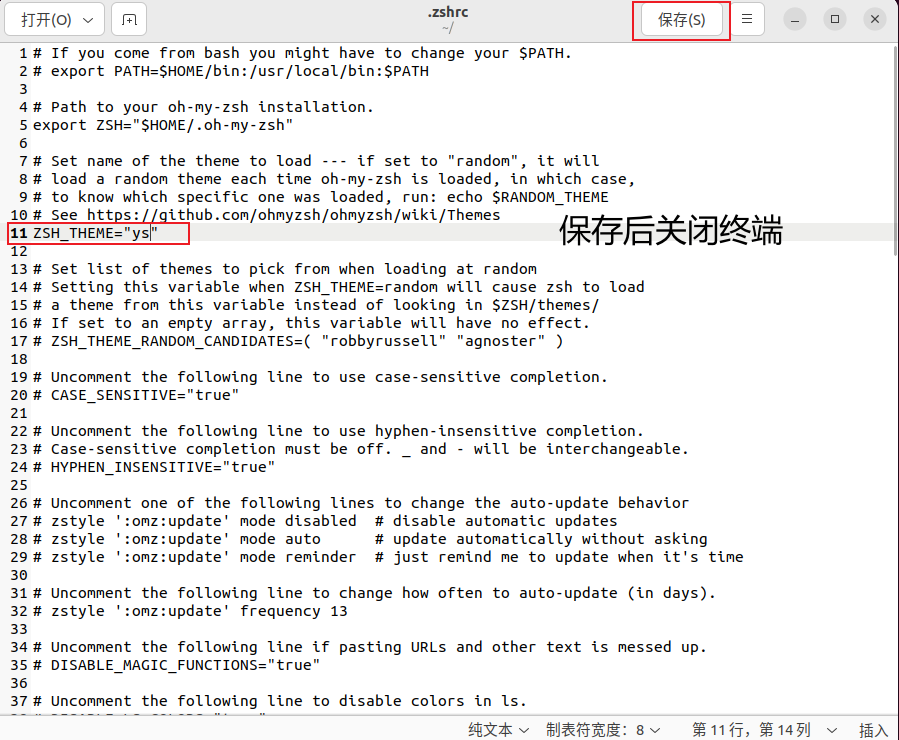 打开(O)
.zshrc
~/
保存(S)
1 # If you come from bash you might have to change your $PATH.
2 # export PATH=$HOME/bin:/usr/local/bin:$PATH
3
4 # Path to your oh-my-zsh installation.
5 export ZSH="$HOME/.oh-my-zsh"
6
7 # Set name of the theme to load --- if set to "random", it will
8 # load a random theme each time oh-my-zsh is loaded, in which case,
9 # to know which specific one was loaded, run: echo $RANDOM_THEME
10 # See https://github.com/ohmyzsh/ohmyzsh/wiki/Themes
11 ZSH_THEME="ys"
保存后关闭终端
12
13 # Set list of themes to pick from when loading at random
14 # Setting this variable when ZSH_THEME=random will cause zsh to load
15 # a theme from this variable instead of looking in $ZSH/themes/
16 # If set to an empty array, this variable will have no effect.
17 # ZSH_THEME_RANDOM_CANDIDATES=( "robbyrussell" "agnoster" )
18
19 # Uncomment the following line to use case-sensitive completion.
20 # CASE_SENSITIVE="true"
21
22 # Uncomment the following line to use hyphen-insensitive completion.
23 # Case-sensitive completion must be off. _ and - will be interchangeable.
24 # HYPHEN_INSENSITIVE="true"
25
26 # Uncomment one of the following lines to change the auto-update behavior
27 # zstyle ':omz:update' mode disabled  # disable automatic updates
28 # zstyle ':omz:update' mode auto      # update automatically without asking
29 # zstyle ':omz:update' mode reminder  # just remind me to update when it's time
30
31 # Uncomment the following line to change how often to auto-update (in days).
32 # zstyle ':omz:update' frequency 13
33
34 # Uncomment the following line if pasting URLs and other text is messed up.
35 # DISABLE_MAGIC_FUNCTIONS="true"
36
37 # Uncomment the following line to disable colors in ls.
纯文本 制表符宽度：8 第 11 行，第 14 列 插入